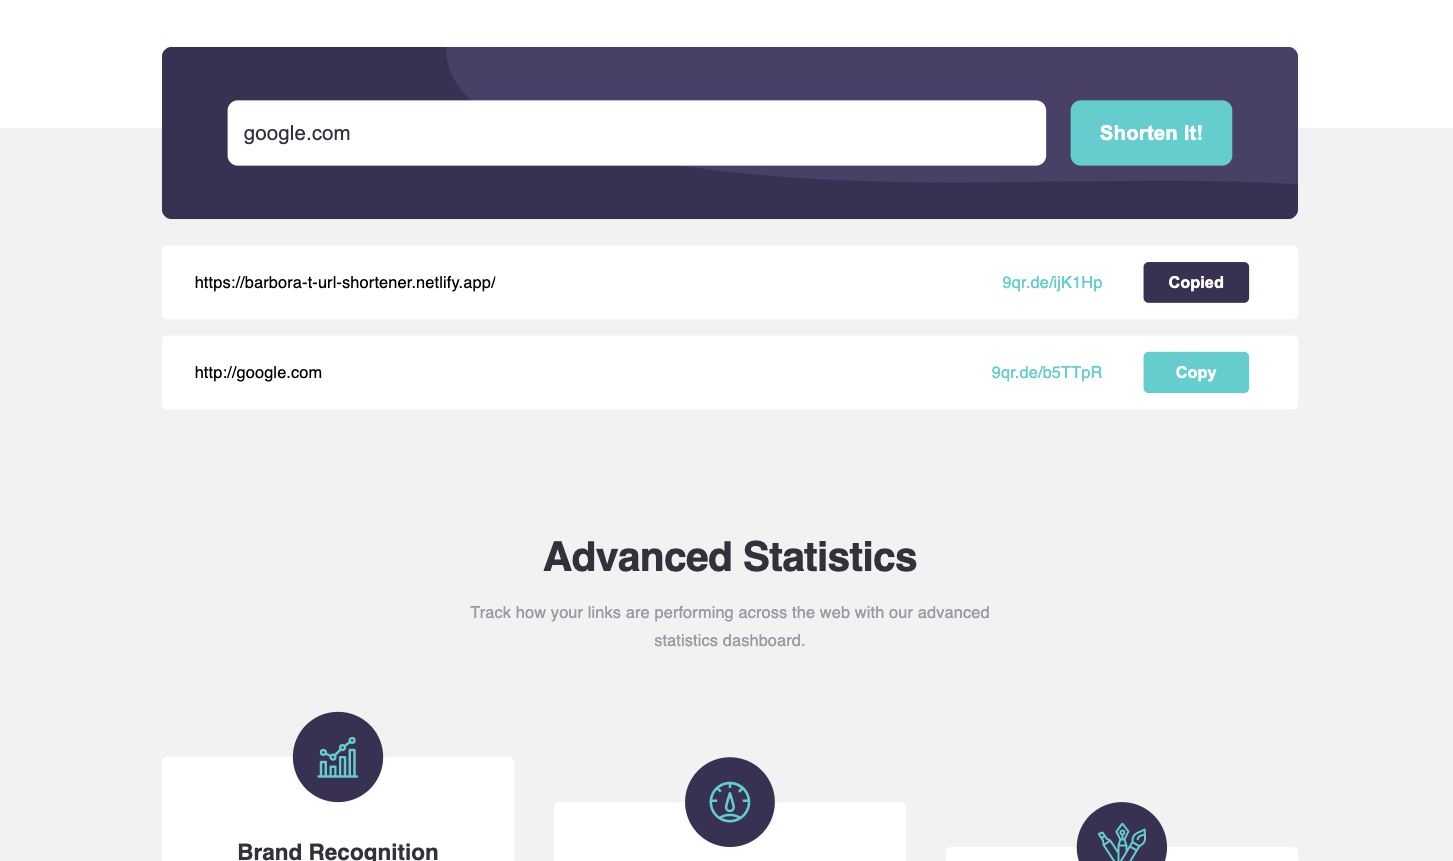 google.com
Shorten It!
https://barbora-t-url-shortener.netlify.app/
9qr.de/ijK1Hp
Copied
http://google.com
9qr.de/b5TTpR
Copy
Advanced Statistics
Track how your links are performing across the web with our advanced
statistics dashboard.
Brand Recognition